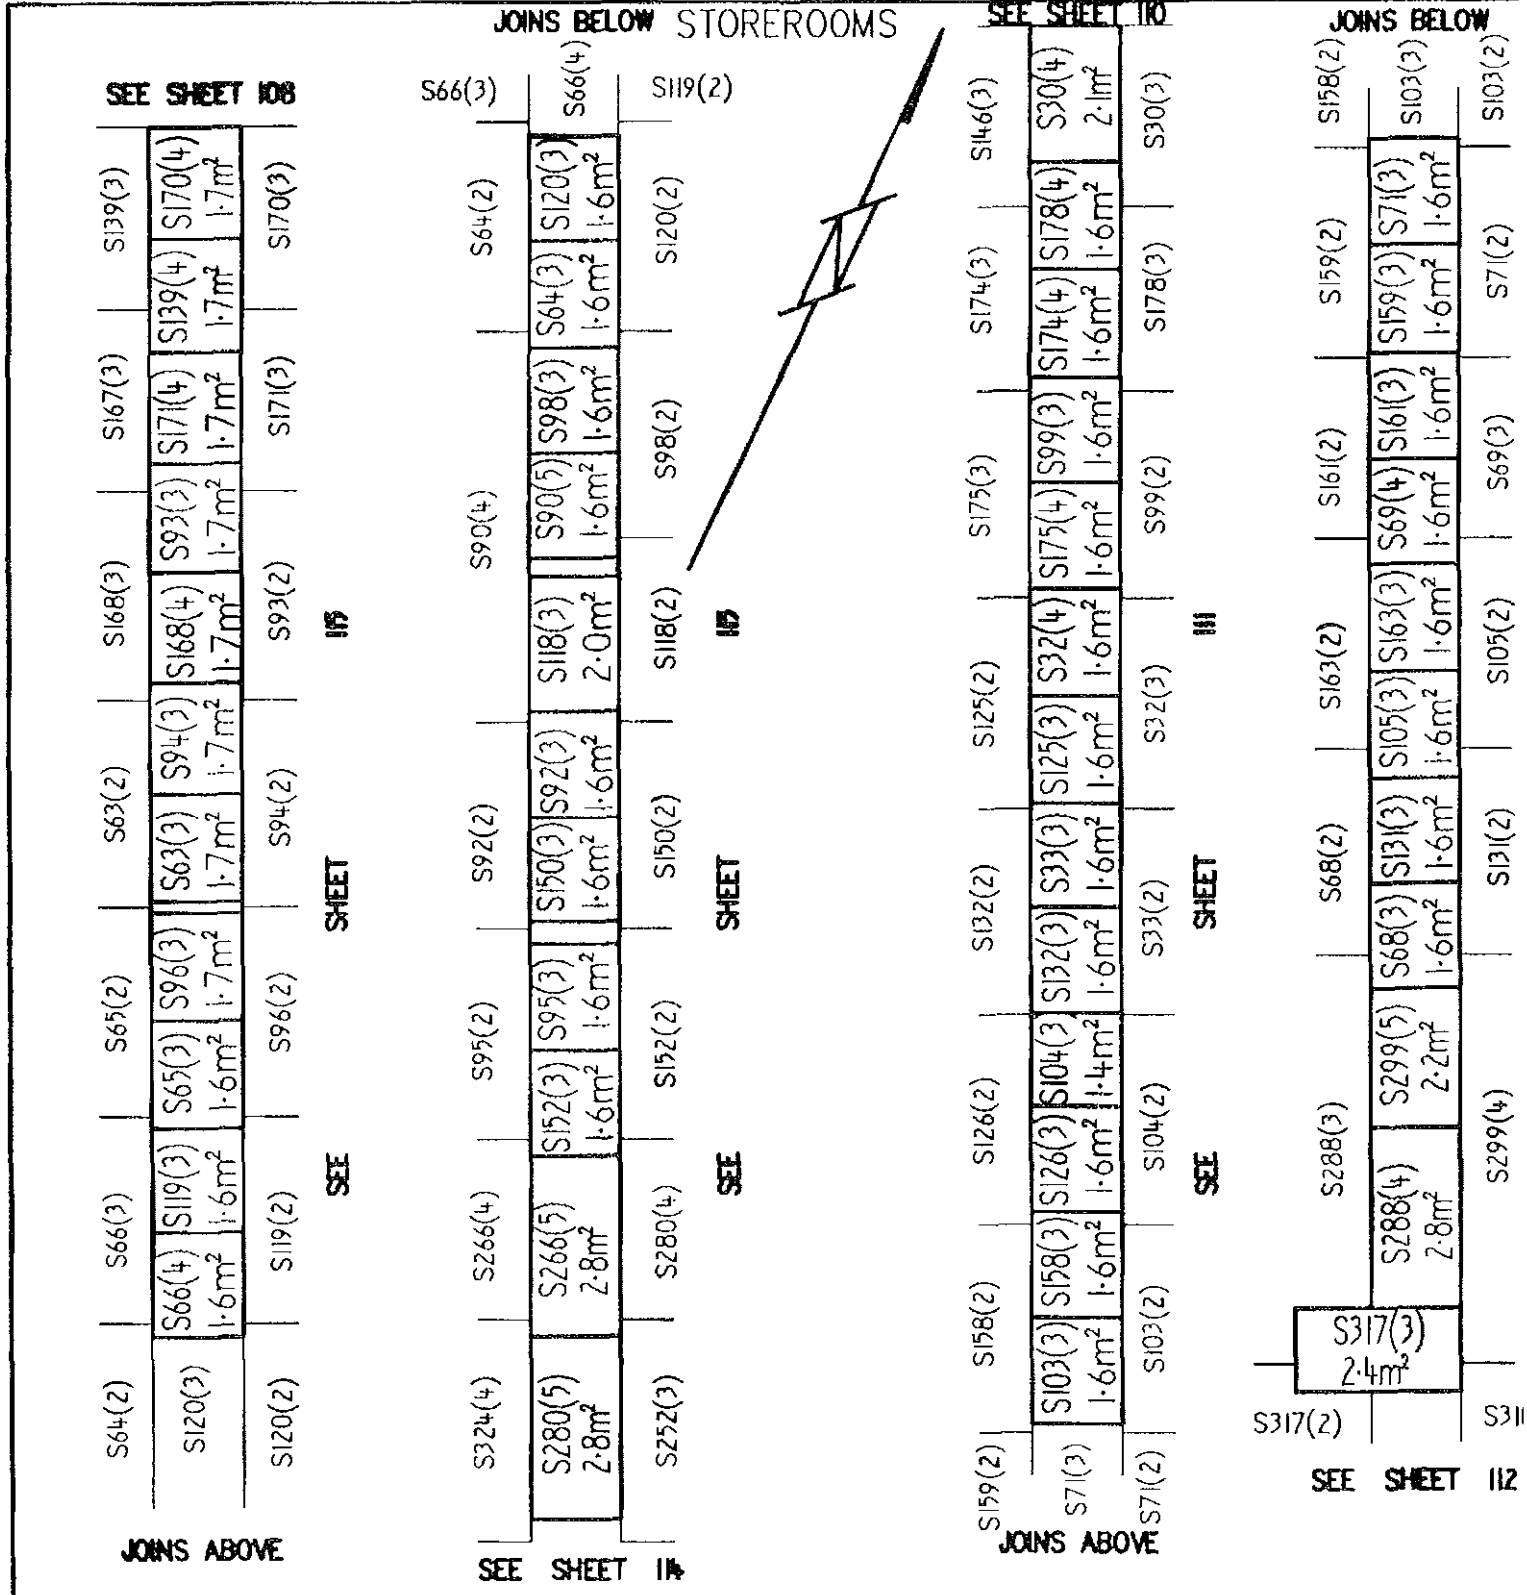 JOINS BELOW
STOREROOMS
SEE SHEET 110
JOINS BELOW
SEE SHEET 108
S139(3)
S167(3)
S168(3)
S63(2)
S65(2)
S66(3)
S64(2)
S170(4)
1·7m²
S139(4)
1·7m²
S171(4)
1·7m²
S93(3)
1·7m²
S168(4)
1·7m²
S94(3)
1·7m²
S63(3)
1·7m²
S96(3)
1·7m²
S65(3)
1·6m²
S119(3)
1·6m²
S66(4)
1·6m²
S120(3)
S170(3)
S171(3)
S93(2)
S94(2)
S96(2)
S119(2)
S120(2)
SEE SHEET 115
JOINS ABOVE
S66(3)
S64(2)
S90(4)
S92(2)
S95(2)
S266(4)
S324(4)
S66(4)
S120(3)
1·6m²
S64(3)
1·6m²
S98(3)
1·6m²
S90(5)
1·6m²
S118(3)
2·0m²
S92(3)
1·6m²
S150(3)
1·6m²
S95(3)
1·6m²
S152(3)
1·6m²
S266(5)
2·8m²
S280(5)
2·8m²
S119(2)
S120(2)
S98(2)
S118(2)
S150(2)
S152(2)
S280(4)
S252(3)
SEE SHEET 115
SEE SHEET 114
S146(3)
S174(3)
S175(3)
S125(2)
S132(2)
S126(2)
S158(2)
S159(2)
S30(4)
2·1m²
S178(4)
1·6m²
S174(4)
1·6m²
S99(3)
1·6m²
S175(4)
1·6m²
S32(4)
1·6m²
S125(3)
1·6m²
S33(3)
1·6m²
S132(3)
1·6m²
S104(3)
1·4m²
S126(3)
1·6m²
S158(3)
1·6m²
S103(3)
1·6m²
S71(3)
S30(3)
S178(3)
S99(2)
S32(3)
S33(2)
S104(2)
S103(2)
S71(2)
SEE SHEET 111
JOINS ABOVE
S158(2)
S159(2)
S161(2)
S163(2)
S68(2)
S288(3)
S317(2)
S103(3)
S71(3)
1·6m²
S159(3)
1·6m²
S161(3)
1·6m²
S69(4)
1·6m²
S163(3)
1·6m²
S105(3)
1·6m²
S131(3)
1·6m²
S68(3)
1·6m²
S299(5)
2·2m²
S288(4)
2·8m²
S317(3)
2·4m²
S103(2)
S71(2)
S69(3)
S105(2)
S131(2)
S299(4)
SEE SHEET 112